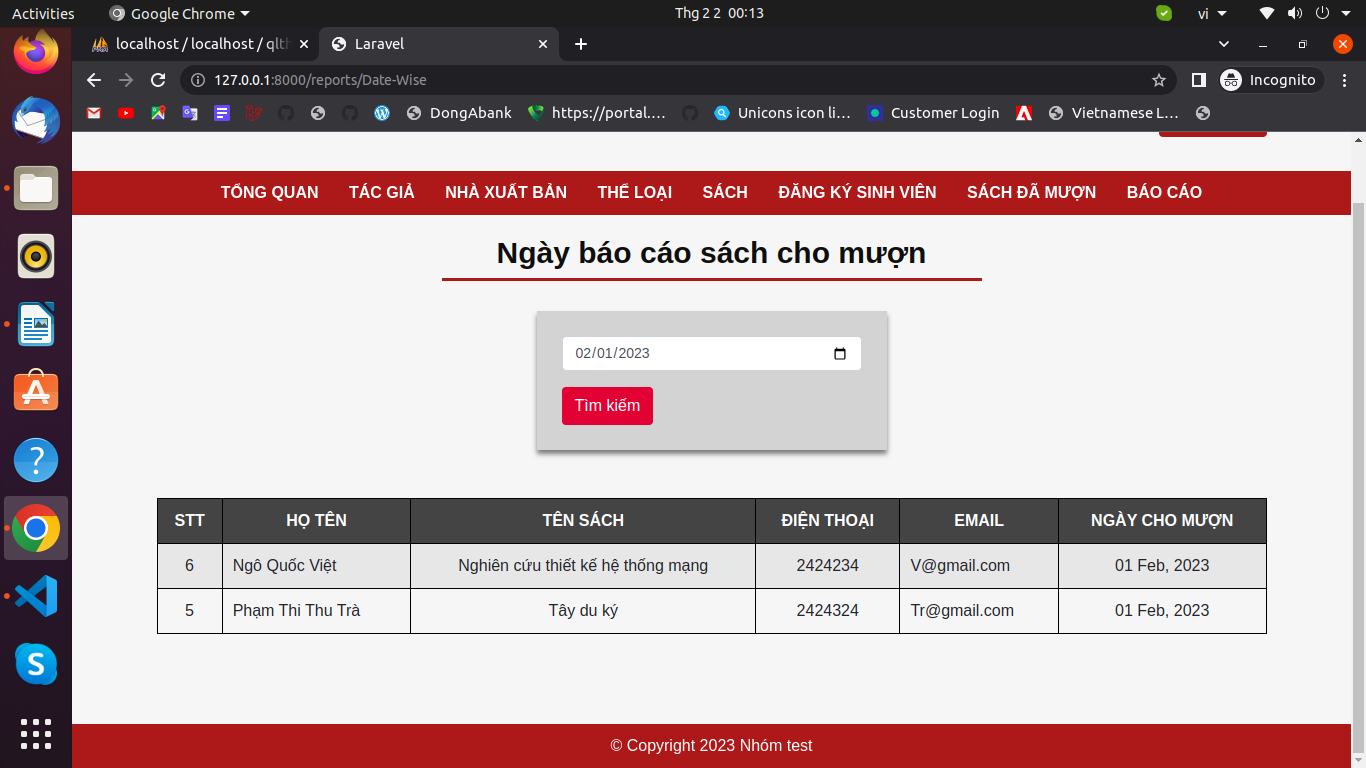 Activities
Google Chrome
Thg 2 2 00:13
vi
localhost / localhost / qlth
Laravel
127.0.0.1:8000/reports/Date-Wise
Incognito
DongAbank
https://portal.…
Unicons icon li…
Customer Login
Vietnamese L…
TỔNG QUAN TÁC GIẢ NHÀ XUẤT BẢN THỂ LOẠI SÁCH ĐĂNG KÝ SINH VIÊN SÁCH ĐÃ MƯỢN BÁO CÁO
Ngày báo cáo sách cho mượn
02/01/2023
Tìm kiếm
STT HỌ TÊN TÊN SÁCH ĐIỆN THOẠI EMAIL NGÀY CHO MƯỢN
6 Ngô Quốc Việt Nghiên cứu thiết kế hệ thống mạng 2424234 V@gmail.com 01 Feb, 2023
5 Phạm Thi Thu Trà Tây du ký 2424324 Tr@gmail.com 01 Feb, 2023
© Copyright 2023 Nhóm test